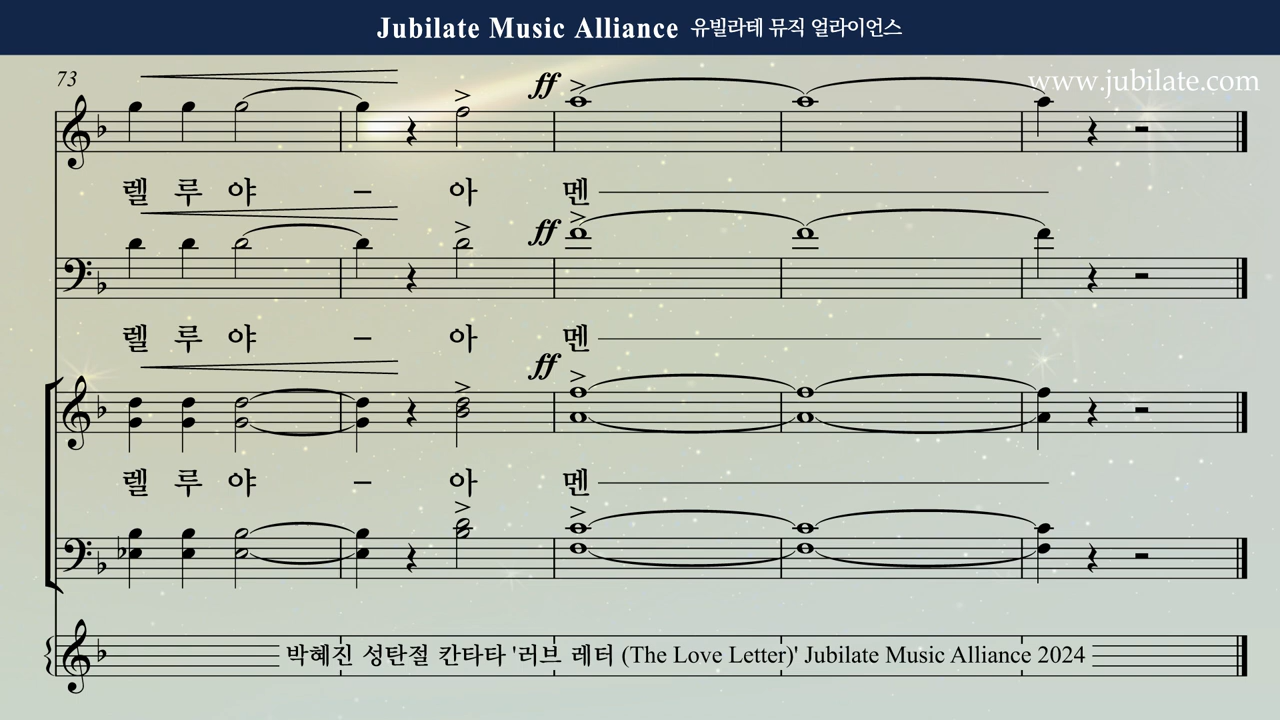 Jubilate Music Alliance 유빌라테 뮤직 얼라이언스
73
ff
www.jubilate.com
렐 루 야 – 아 멘
ff
렐 루 야 – 아 멘
ff
렐 루 야 – 아 멘
박혜진 성탄절 칸타타 '러브 레터 (The Love Letter)' Jubilate Music Alliance 2024